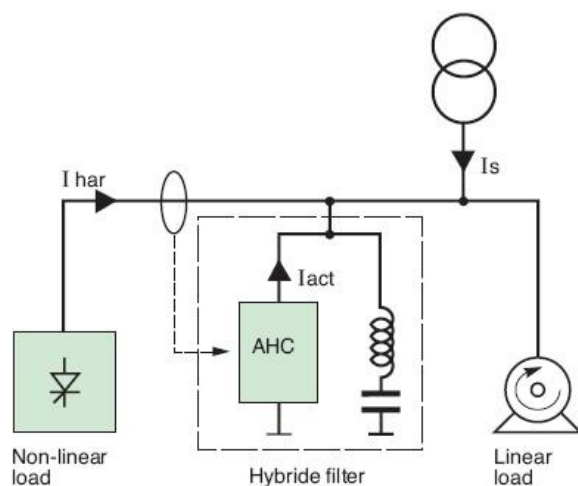 Is
I har
Iact
AHC
Non-linear
load
Hybride filter
Linear
load